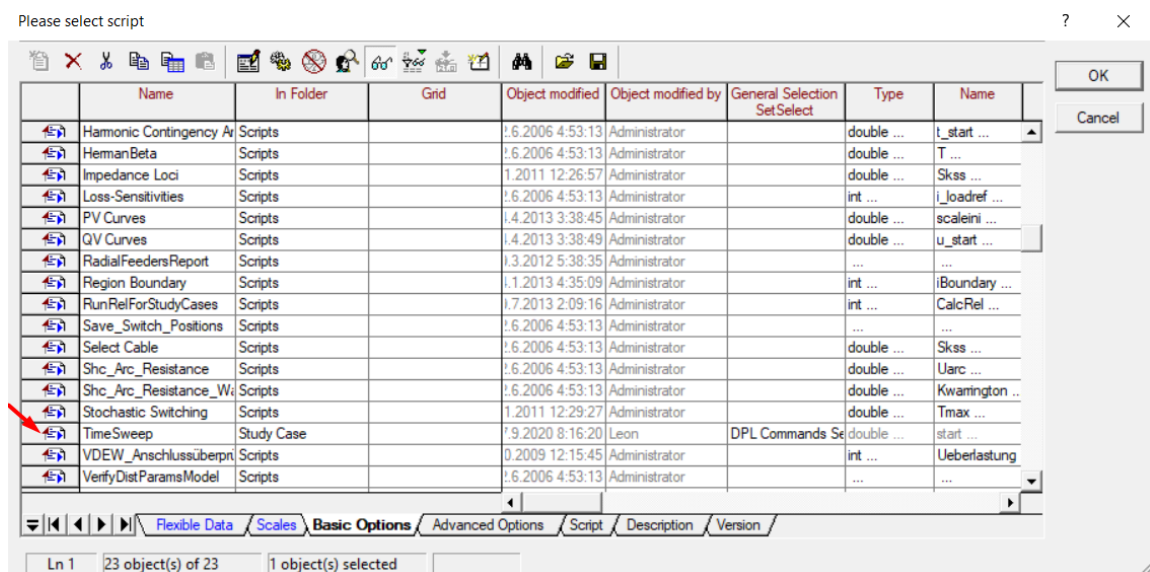 Please select script
?
OK
Cancel
Name In Folder Grid Object modified Object modified by General Selection SetSelect Type Name
Harmonic Contingency Ar Scripts .6.2006 4:53:13 Administrator double ... t_start ...
HermanBeta Scripts .6.2006 4:53:13 Administrator double ... T ...
Impedance Loci Scripts 1.2011 12:26:57 Administrator double ... Skss ...
Loss-Sensitivities Scripts .6.2006 4:53:13 Administrator int ... i_loadref ...
PV Curves Scripts .4.2013 3:38:45 Administrator double ... scaleini ...
QV Curves Scripts .4.2013 3:38:49 Administrator double ... u_start ...
RadialFeedersReport Scripts .3.2012 5:38:35 Administrator ... ...
Region Boundary Scripts .1.2013 4:35:09 Administrator int ... iBoundary ...
RunRelForStudyCases Scripts .7.2013 2:09:16 Administrator int ... CalcRel ...
Save_Switch_Positions Scripts .6.2006 4:53:13 Administrator ... ...
Select Cable Scripts .6.2006 4:53:13 Administrator double ... Skss ...
Shc_Arc_Resistance Scripts .6.2006 4:53:13 Administrator double ... Uarc ...
Shc_Arc_Resistance_Wa Scripts .6.2006 4:53:13 Administrator double ... Kwarrington ..
Stochastic Switching Scripts 1.2011 12:29:27 Administrator double ... Tmax ...
TimeSweep Study Case .9.2020 8:16:20 Leon DPL Commands Se double ... start ...
VDEW_Anschlussüberprü Scripts 0.2009 12:15:45 Administrator int ... Ueberlastung
VerifyDistParamsModel Scripts .6.2006 4:53:13 Administrator ... ...
Flexible Data Scales Basic Options Advanced Options Script Description Version
Ln 1 23 object(s) of 23 1 object(s) selected